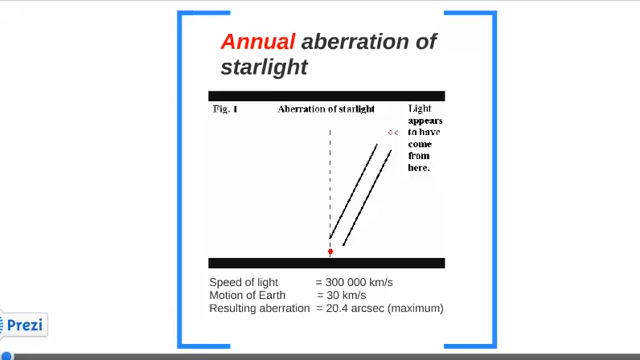 Annual aberration of
starlight
Fig. 1 Aberration of starlight Light
appears
to have
come
from
here.
Speed of light = 300 000 km/s
Motion of Earth = 30 km/s
Resulting aberration = 20.4 arcsec (maximum)
Prezi